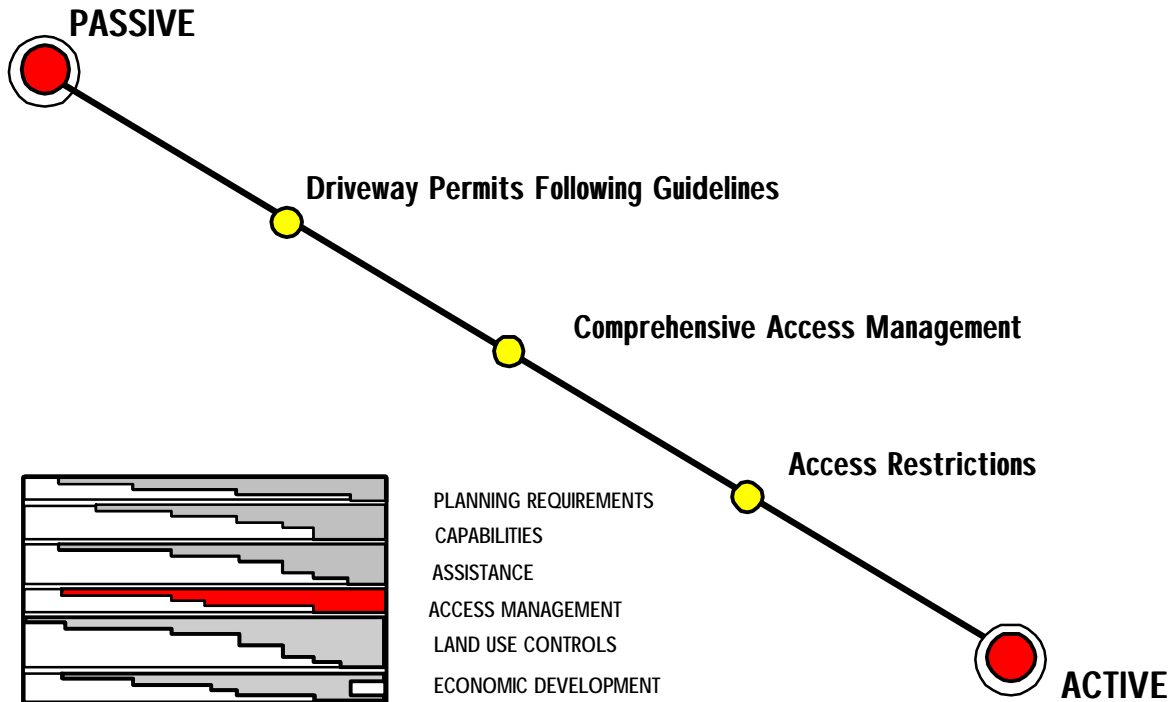 PASSIVE
Driveway Permits Following Guidelines
Comprehensive Access Management
Access Restrictions
PLANNING REQUIREMENTS
CAPABILITIES
ASSISTANCE
ACCESS MANAGEMENT
LAND USE CONTROLS
ECONOMIC DEVELOPMENT
ACTIVE